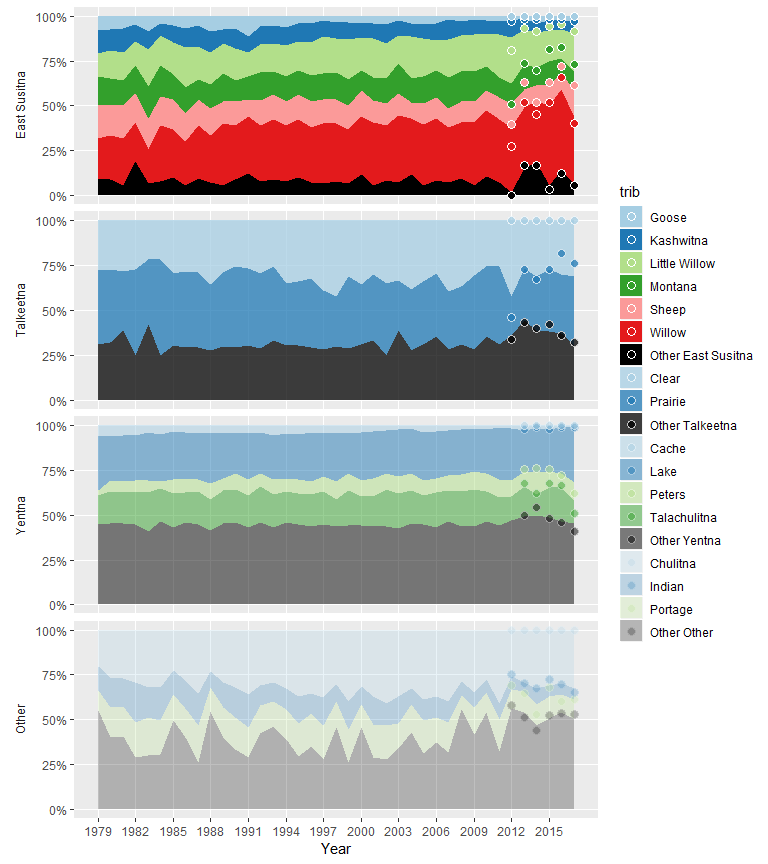 East Susitna
100%
75%
50%
25%
0%
Talkeetna
100%
75%
50%
25%
0%
Yentna
100%
75%
50%
25%
0%
Other
100%
75%
50%
25%
0%
1979 1982 1985 1988 1991 1994 1997 2000 2003 2006 2009 2012 2015
Year
trib
Goose
Kashwitna
Little Willow
Montana
Sheep
Willow
Other East Susitna
Clear
Prairie
Other Talkeetna
Cache
Lake
Peters
Talachulitna
Other Yentna
Chulitna
Indian
Portage
Other Other